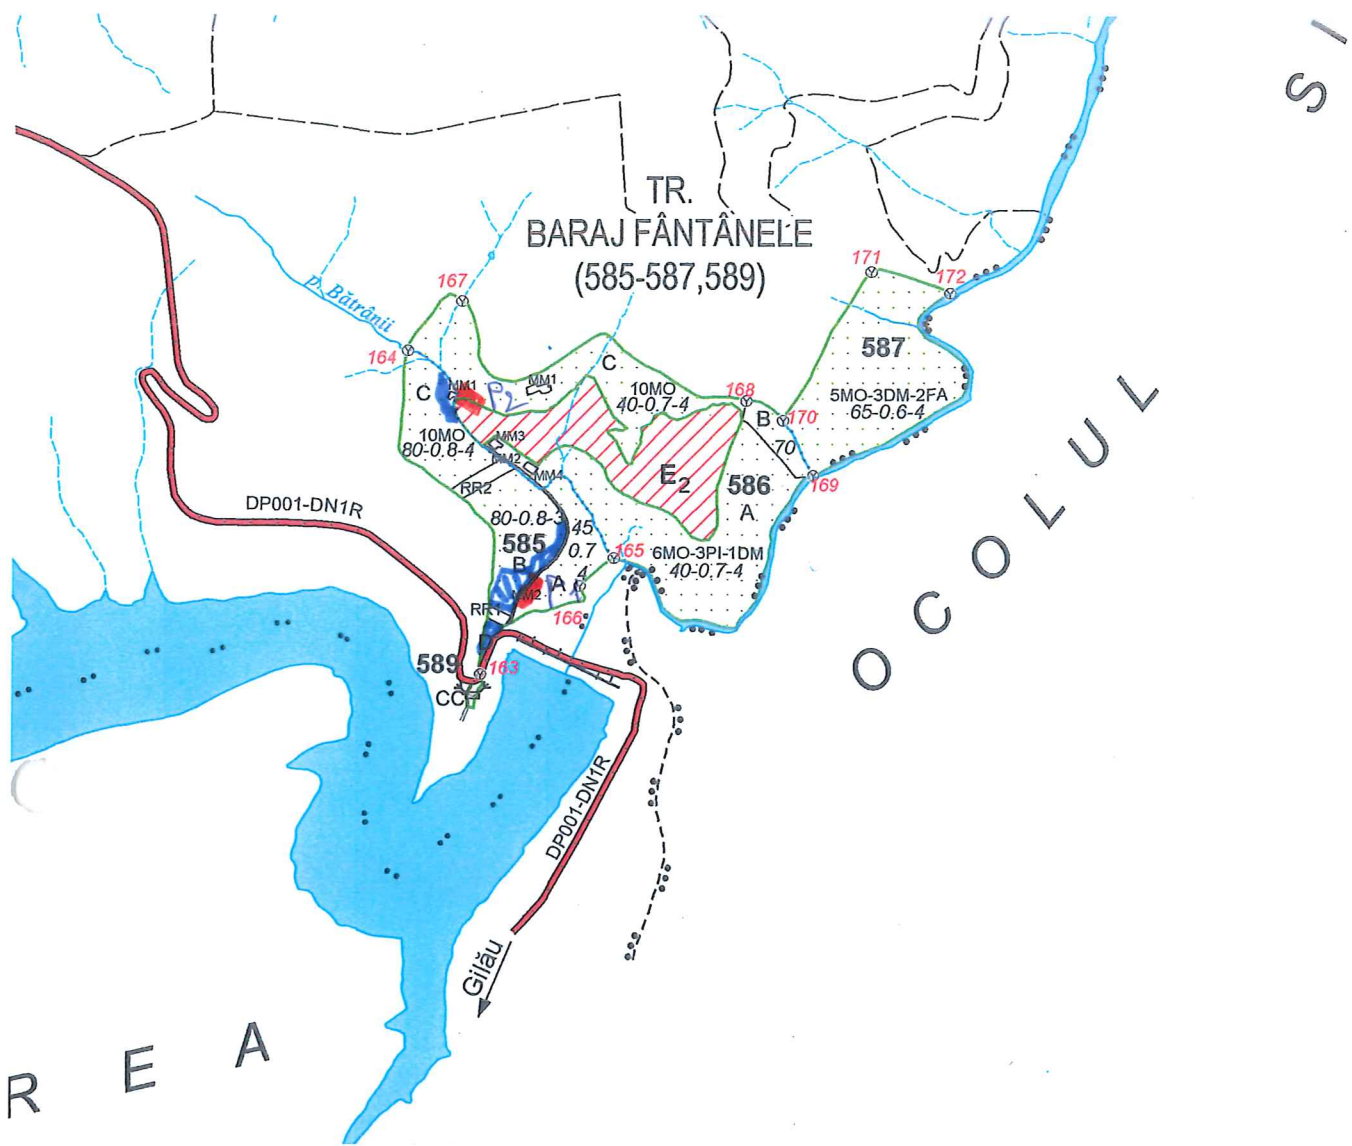 S I
TR.
BARAJ FÂNTÂNELE
(585-587,589)
171
172
167
p. Bătrânii
164
587
C
MM1
10MO
40-0.7-4
168
5MO-3DM-2FA
65-0.6-4
C
MM1
P2
B
170
70
10MO
80-0.8-4
MM3
MM2
MM4
E2
586
A
169
RR2
DP001-DN1R
80-0.8-3
45
0.7
4
585
B
165
6MO-3PI-1DM
40-0.7-4
A
MM2
RR1
166
D
589
163
CC
OCOLUL
DP001-DN1R
Gilău
R E A